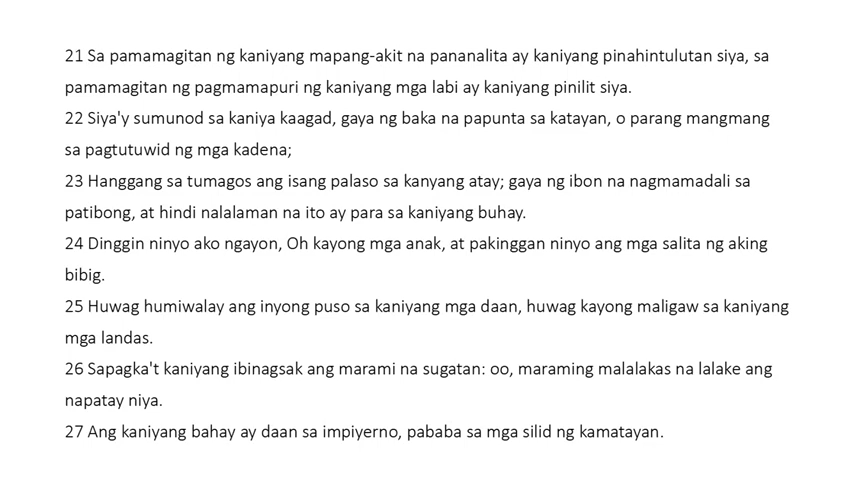 21 Sa pamamagitan ng kaniyang mapang-akit na pananalita ay kaniyang pinahintulutan siya, sa
pamamagitan ng pagmamapuri ng kaniyang mga labi ay kaniyang pinilit siya.
22 Siya'y sumunod sa kaniya kaagad, gaya ng baka na papunta sa katayan, o parang mangmang
sa pagtutuwid ng mga kadena;
23 Hanggang sa tumagos ang isang palaso sa kanyang atay; gaya ng ibon na nagmamadali sa
patibong, at hindi nalalaman na ito ay para sa kaniyang buhay.
24 Dinggin ninyo ako ngayon, Oh kayong mga anak, at pakinggan ninyo ang mga salita ng aking
bibig.
25 Huwag humiwalay ang inyong puso sa kaniyang mga daan, huwag kayong maligaw sa kaniyang
mga landas.
26 Sapagka't kaniyang ibinagsak ang marami na sugatan: oo, maraming malalakas na lalake ang
napatay niya.
27 Ang kaniyang bahay ay daan sa impiyerno, pababa sa mga silid ng kamatayan.